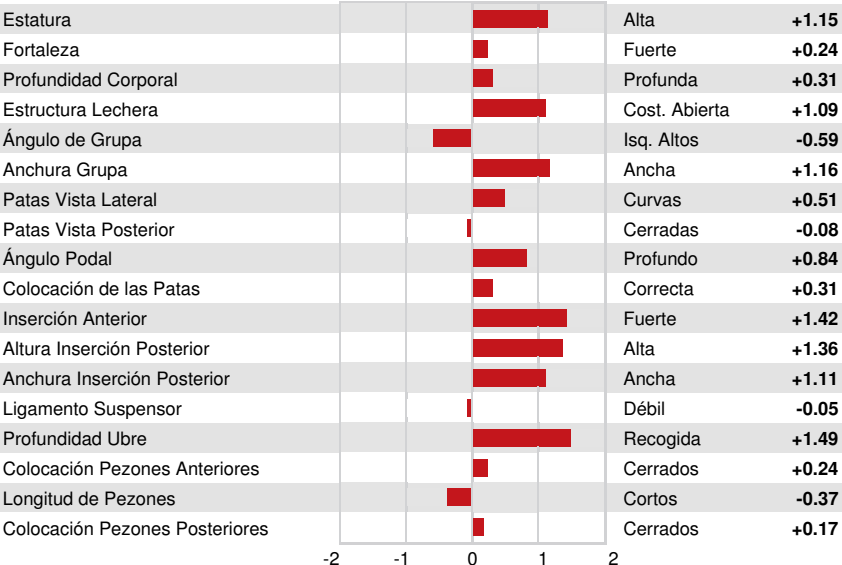 Estatura Alta +1.15
Fortaleza Fuerte +0.24
Profundidad Corporal Profunda +0.31
Estructura Lechera Cost. Abierta +1.09
Ángulo de Grupa Isq. Altos -0.59
Anchura Grupa Ancha +1.16
Patas Vista Lateral Curvas +0.51
Patas Vista Posterior Cerradas -0.08
Ángulo Podal Profundo +0.84
Colocación de las Patas Correcta +0.31
Inserción Anterior Fuerte +1.42
Altura Inserción Posterior Alta +1.36
Anchura Inserción Posterior Ancha +1.11
Ligamento Suspensor Débil -0.05
Profundidad Ubre Recogida +1.49
Colocación Pezones Anteriores Cerrados +0.24
Longitud de Pezones Cortos -0.37
Colocación Pezones Posteriores Cerrados +0.17
-2 -1 0 1 2